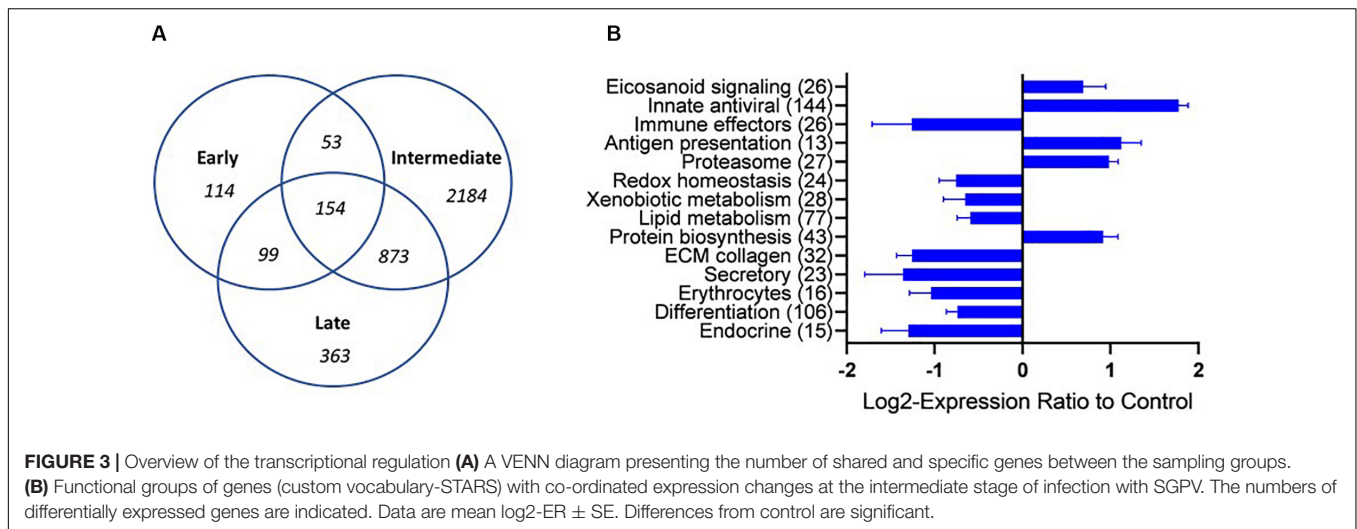 A
Early
114
53
Intermediate
2184
154
99
873
Late
363
B
Eicosanoid signaling (26)
Innate antiviral (144)
Immune effectors (26)
Antigen presentation (13)
Proteasome (27)
Redox homeostasis (24)
Xenobiotic metabolism (28)
Lipid metabolism (77)
Protein biosynthesis (43)
ECM collagen (32)
Secretory (23)
Erythrocytes (16)
Differentiation (106)
Endocrine (15)
-2 -1 0 1 2
Log2-Expression Ratio to Control
FIGURE 3 | Overview of the transcriptional regulation (A) A VENN diagram presenting the number of shared and specific genes between the sampling groups.
(B) Functional groups of genes (custom vocabulary-STARS) with co-ordinated expression changes at the intermediate stage of infection with SGPV. The numbers of
differentially expressed genes are indicated. Data are mean log2-ER ± SE. Differences from control are significant.